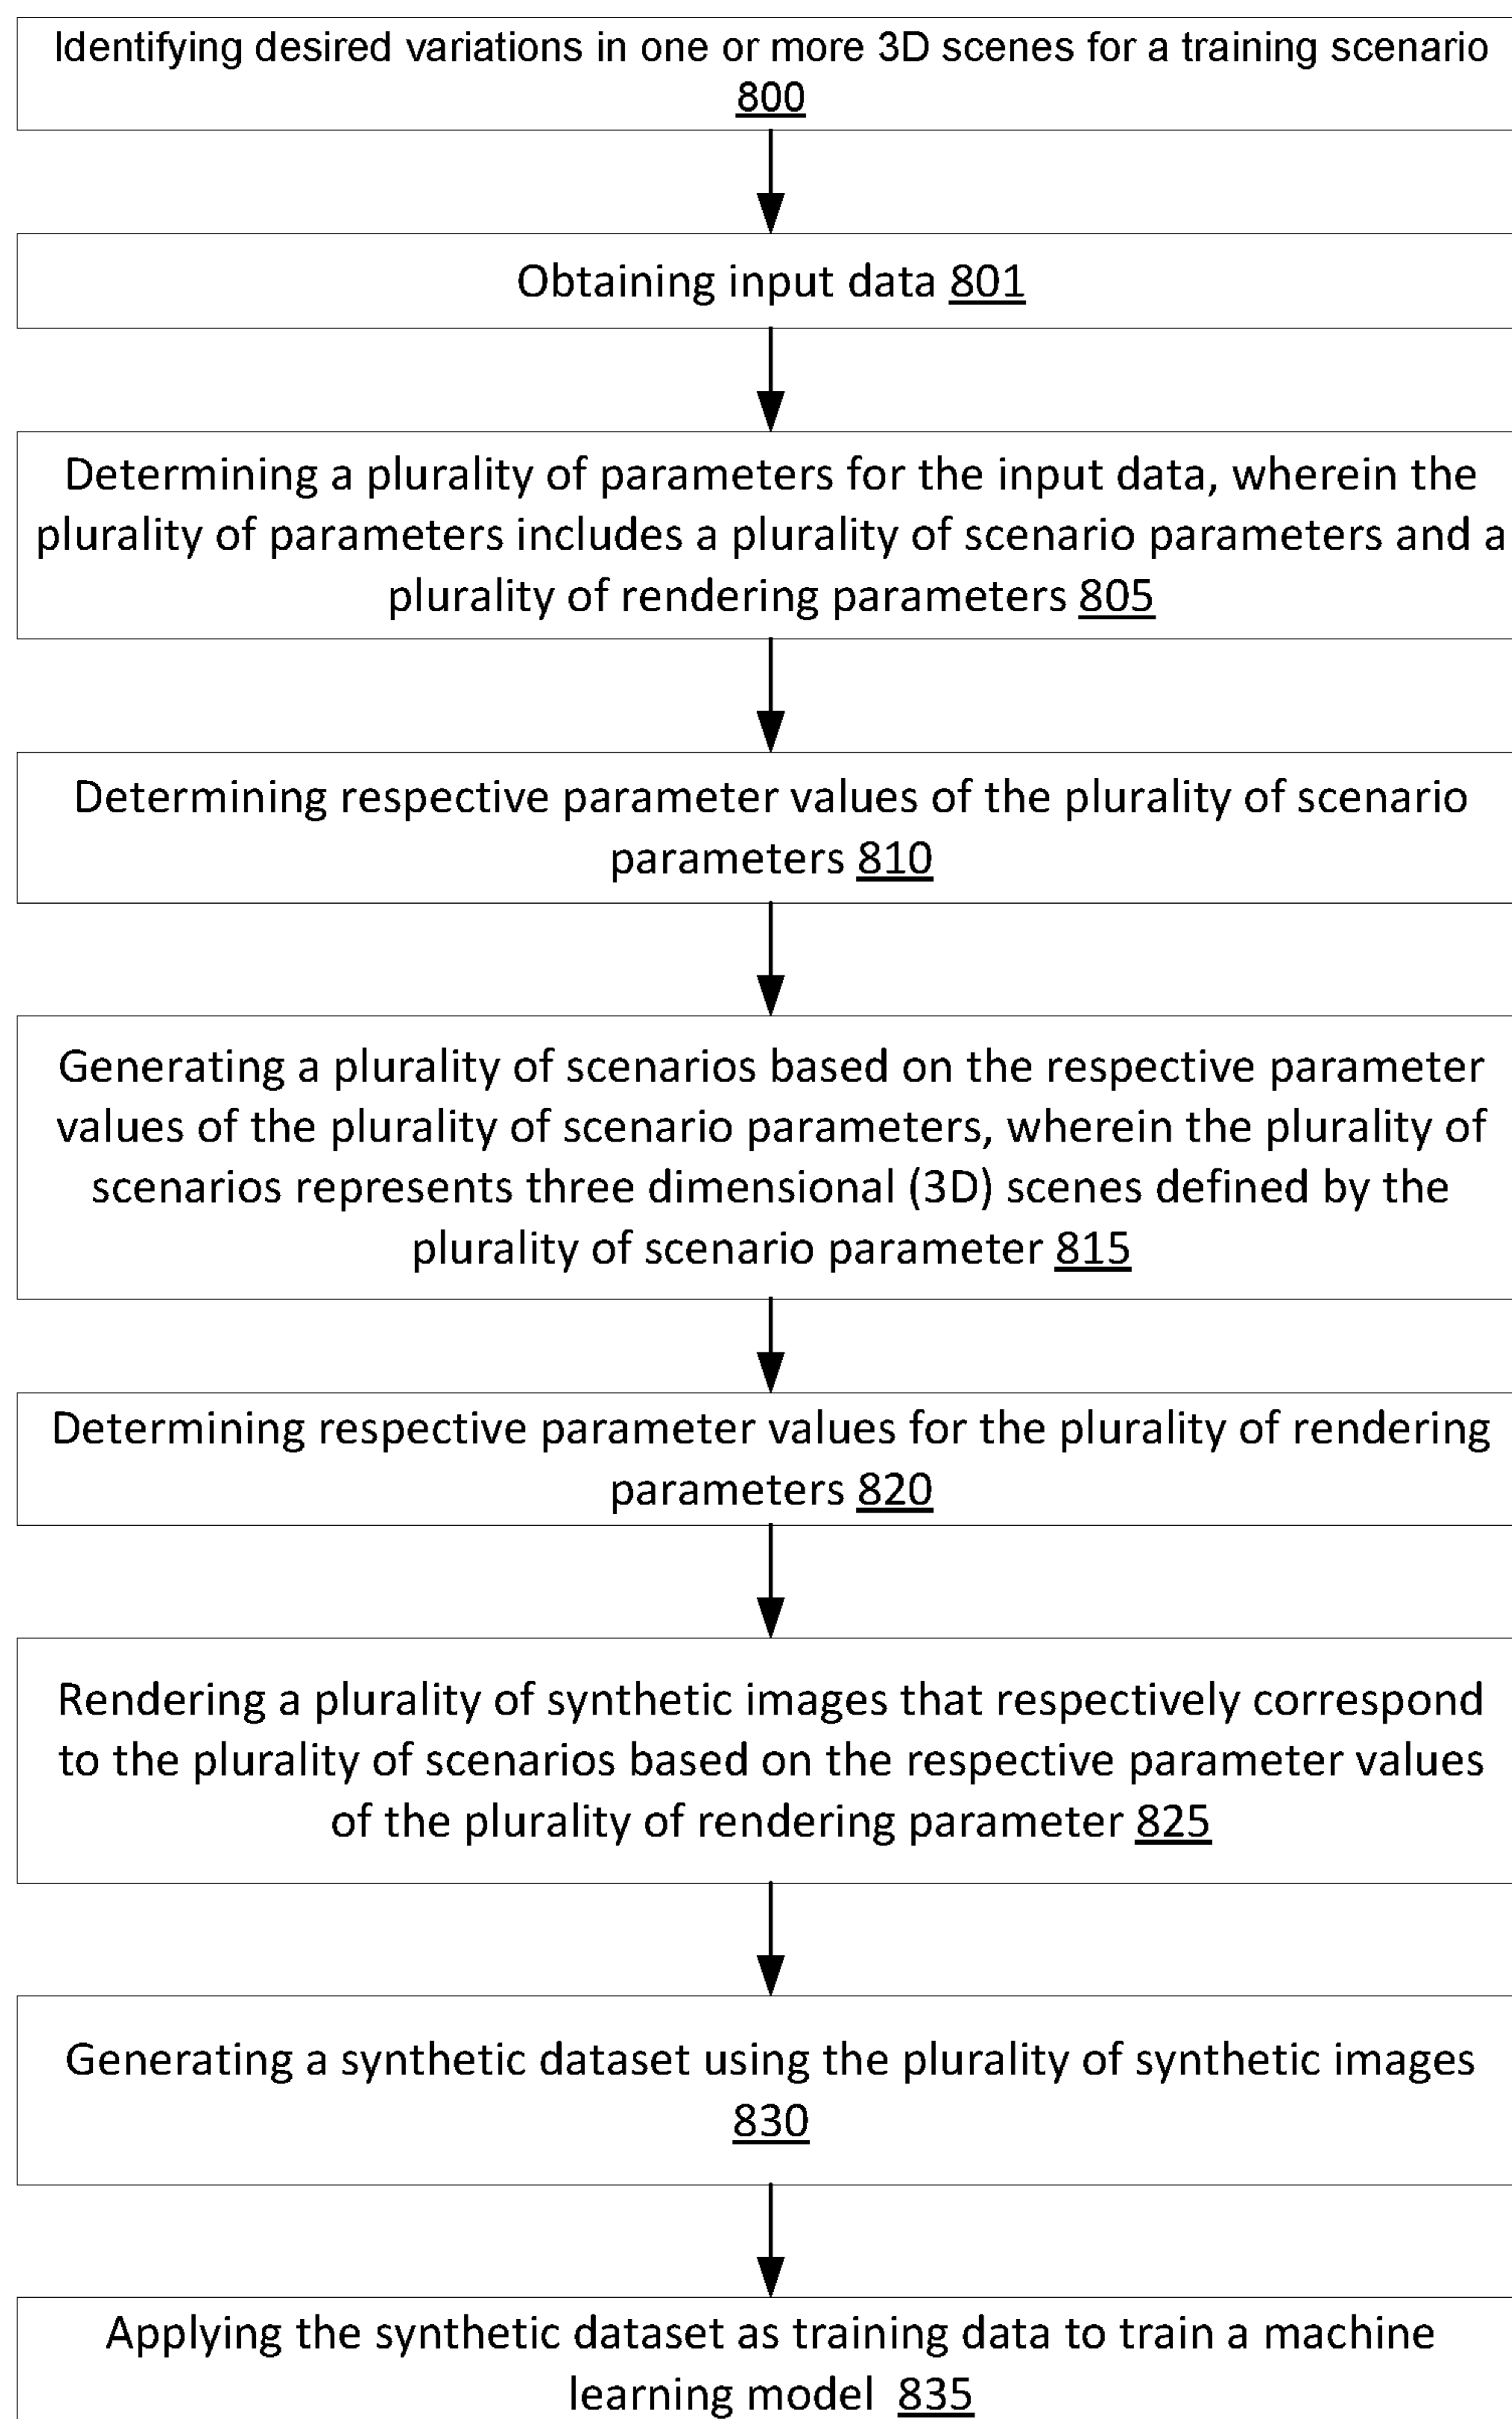 Identifying desired variations in one or more 3D scenes for a training scenario
800
Obtaining input data 801
Determining a plurality of parameters for the input data, wherein the
plurality of parameters includes a plurality of scenario parameters and a
plurality of rendering parameters 805
Determining respective parameter values of the plurality of scenario
parameters 810
Generating a plurality of scenarios based on the respective parameter
values of the plurality of scenario parameters, wherein the plurality of
scenarios represents three dimensional (3D) scenes defined by the
plurality of scenario parameter 815
Determining respective parameter values for the plurality of rendering
parameters 820
Rendering a plurality of synthetic images that respectively correspond
to the plurality of scenarios based on the respective parameter values
of the plurality of rendering parameter 825
Generating a synthetic dataset using the plurality of synthetic images
830
Applying the synthetic dataset as training data to train a machine
learning model 835